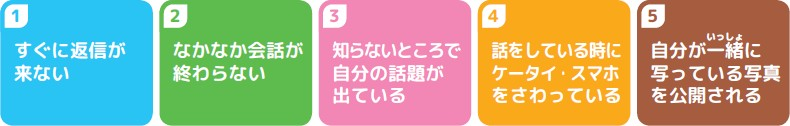 1
すぐに返信が
来ない
2
なかなか会話が
終わらない
3
知らないところで
自分の話題が
出ている
4
話をしている時に
ケータイ・スマホ
をさわっている
5
いっしょ
自分が一緒に
写っている写真
を公開される